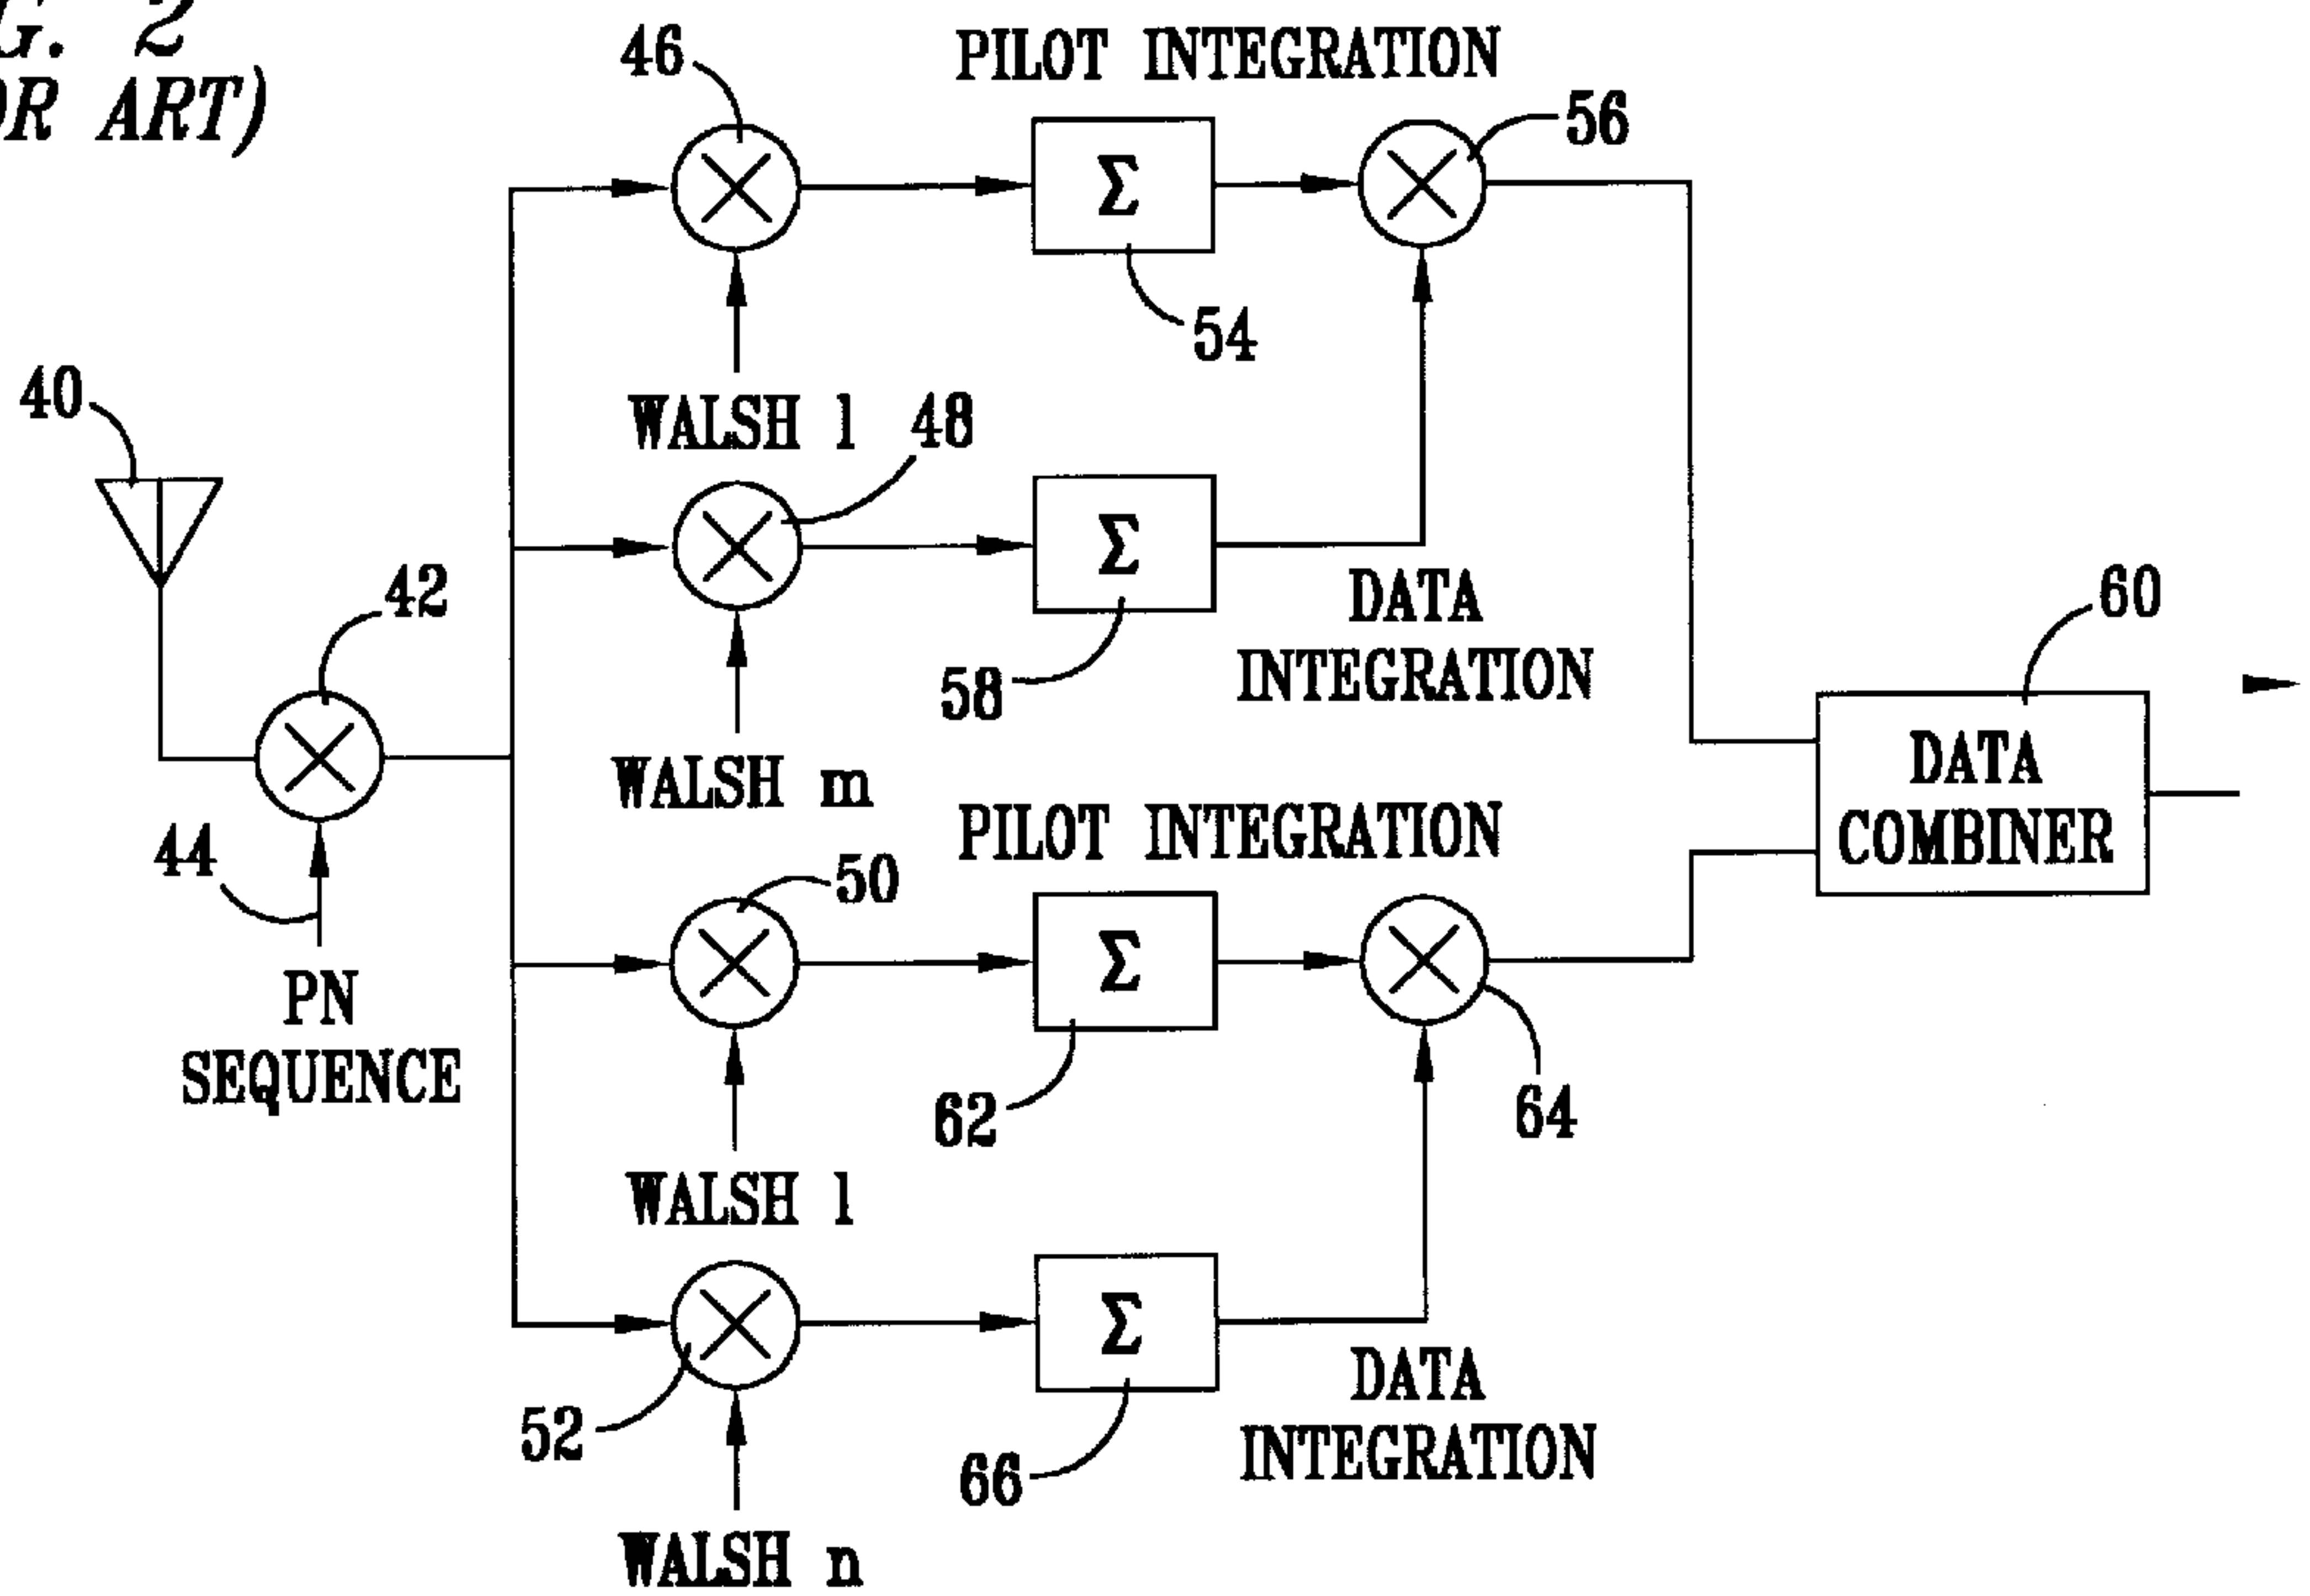 G. 2
OR ART)
46
PILOT INTEGRATION
56
Σ
54
40
WALSH 1
48
Σ
42
DATA
INTEGRATION
58
60
WALSH m
DATA
COMBINER
44
PILOT INTEGRATION
50
Σ
PN
SEQUENCE
62
64
WALSH 1
Σ
52
DATA
INTEGRATION
66
WALSH n